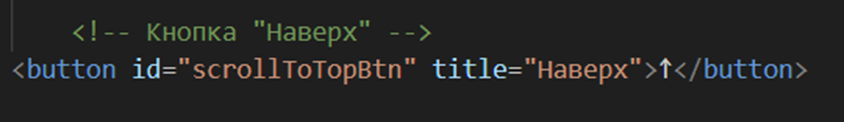 <!-- Кнопка "Наверх" -->
<button id="scrollToTopBtn" title="Наверх">↑</button>